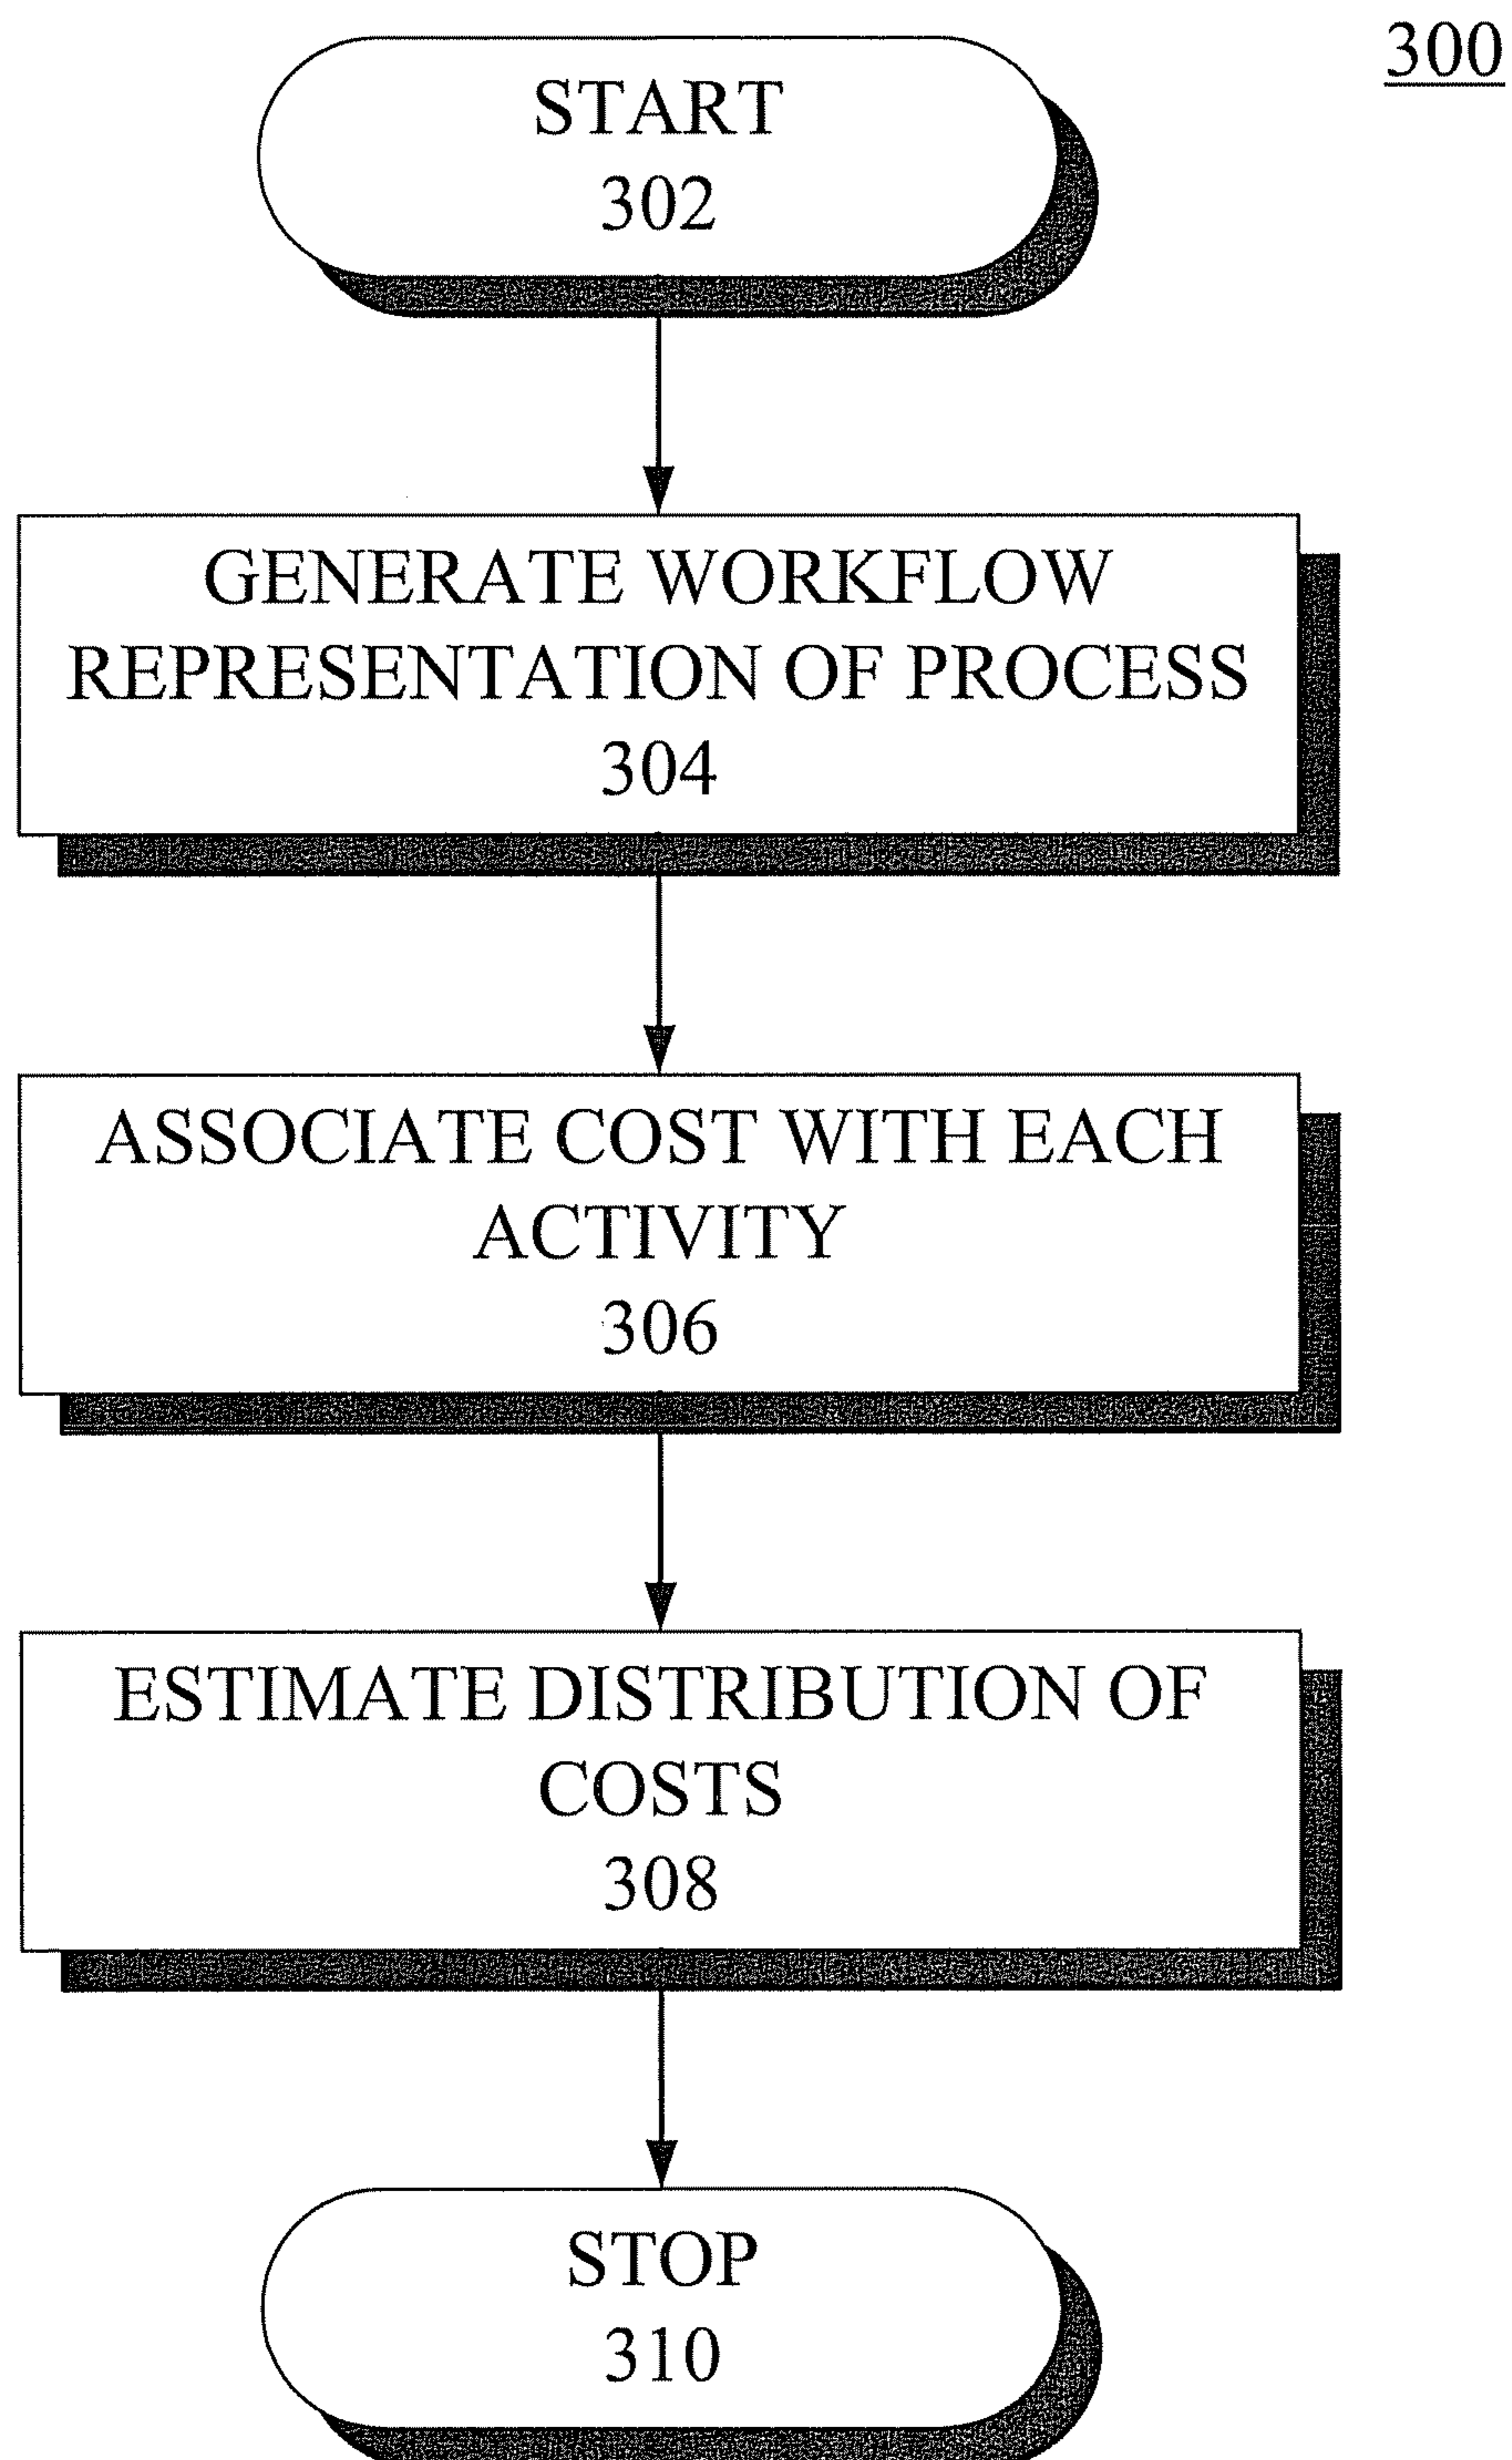 300
START
302
GENERATE WORKFLOW
REPRESENTATION OF PROCESS
304
ASSOCIATE COST WITH EACH
ACTIVITY
306
ESTIMATE DISTRIBUTION OF
COSTS
308
STOP
310